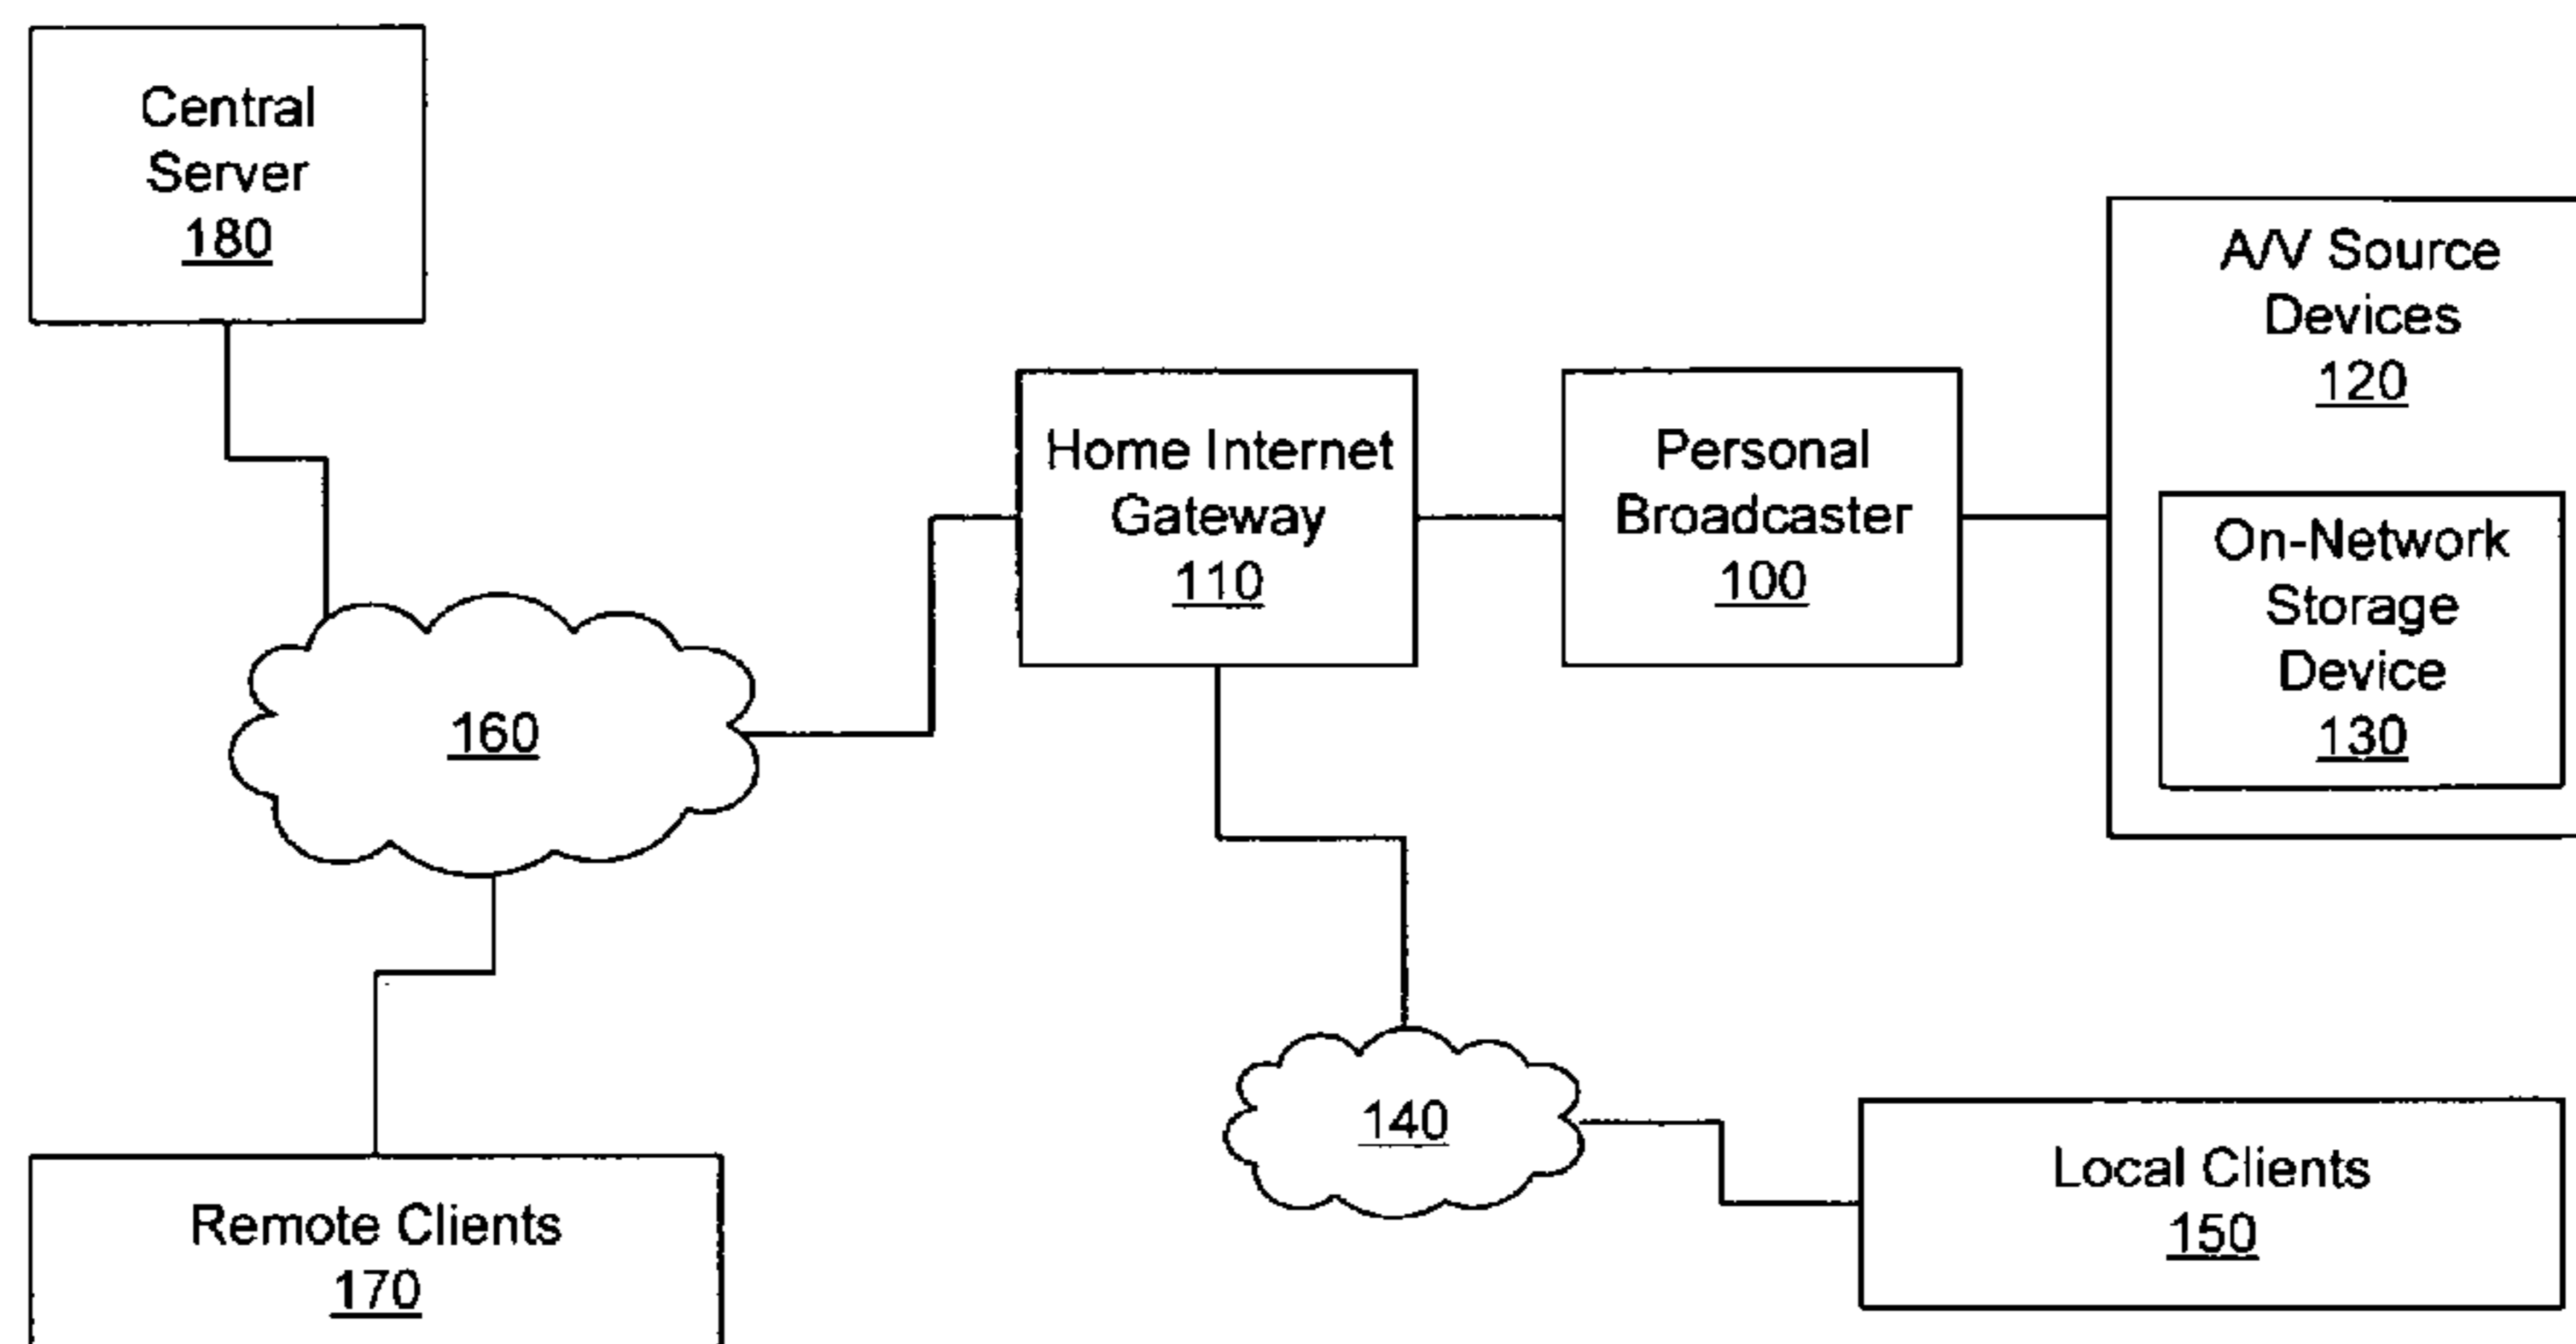 Central
Server
180
A/V Source
Devices
120
Home Internet
Gateway
110
Personal
Broadcaster
100
On-Network
Storage
Device
130
160
140
Local Clients
150
Remote Clients
170